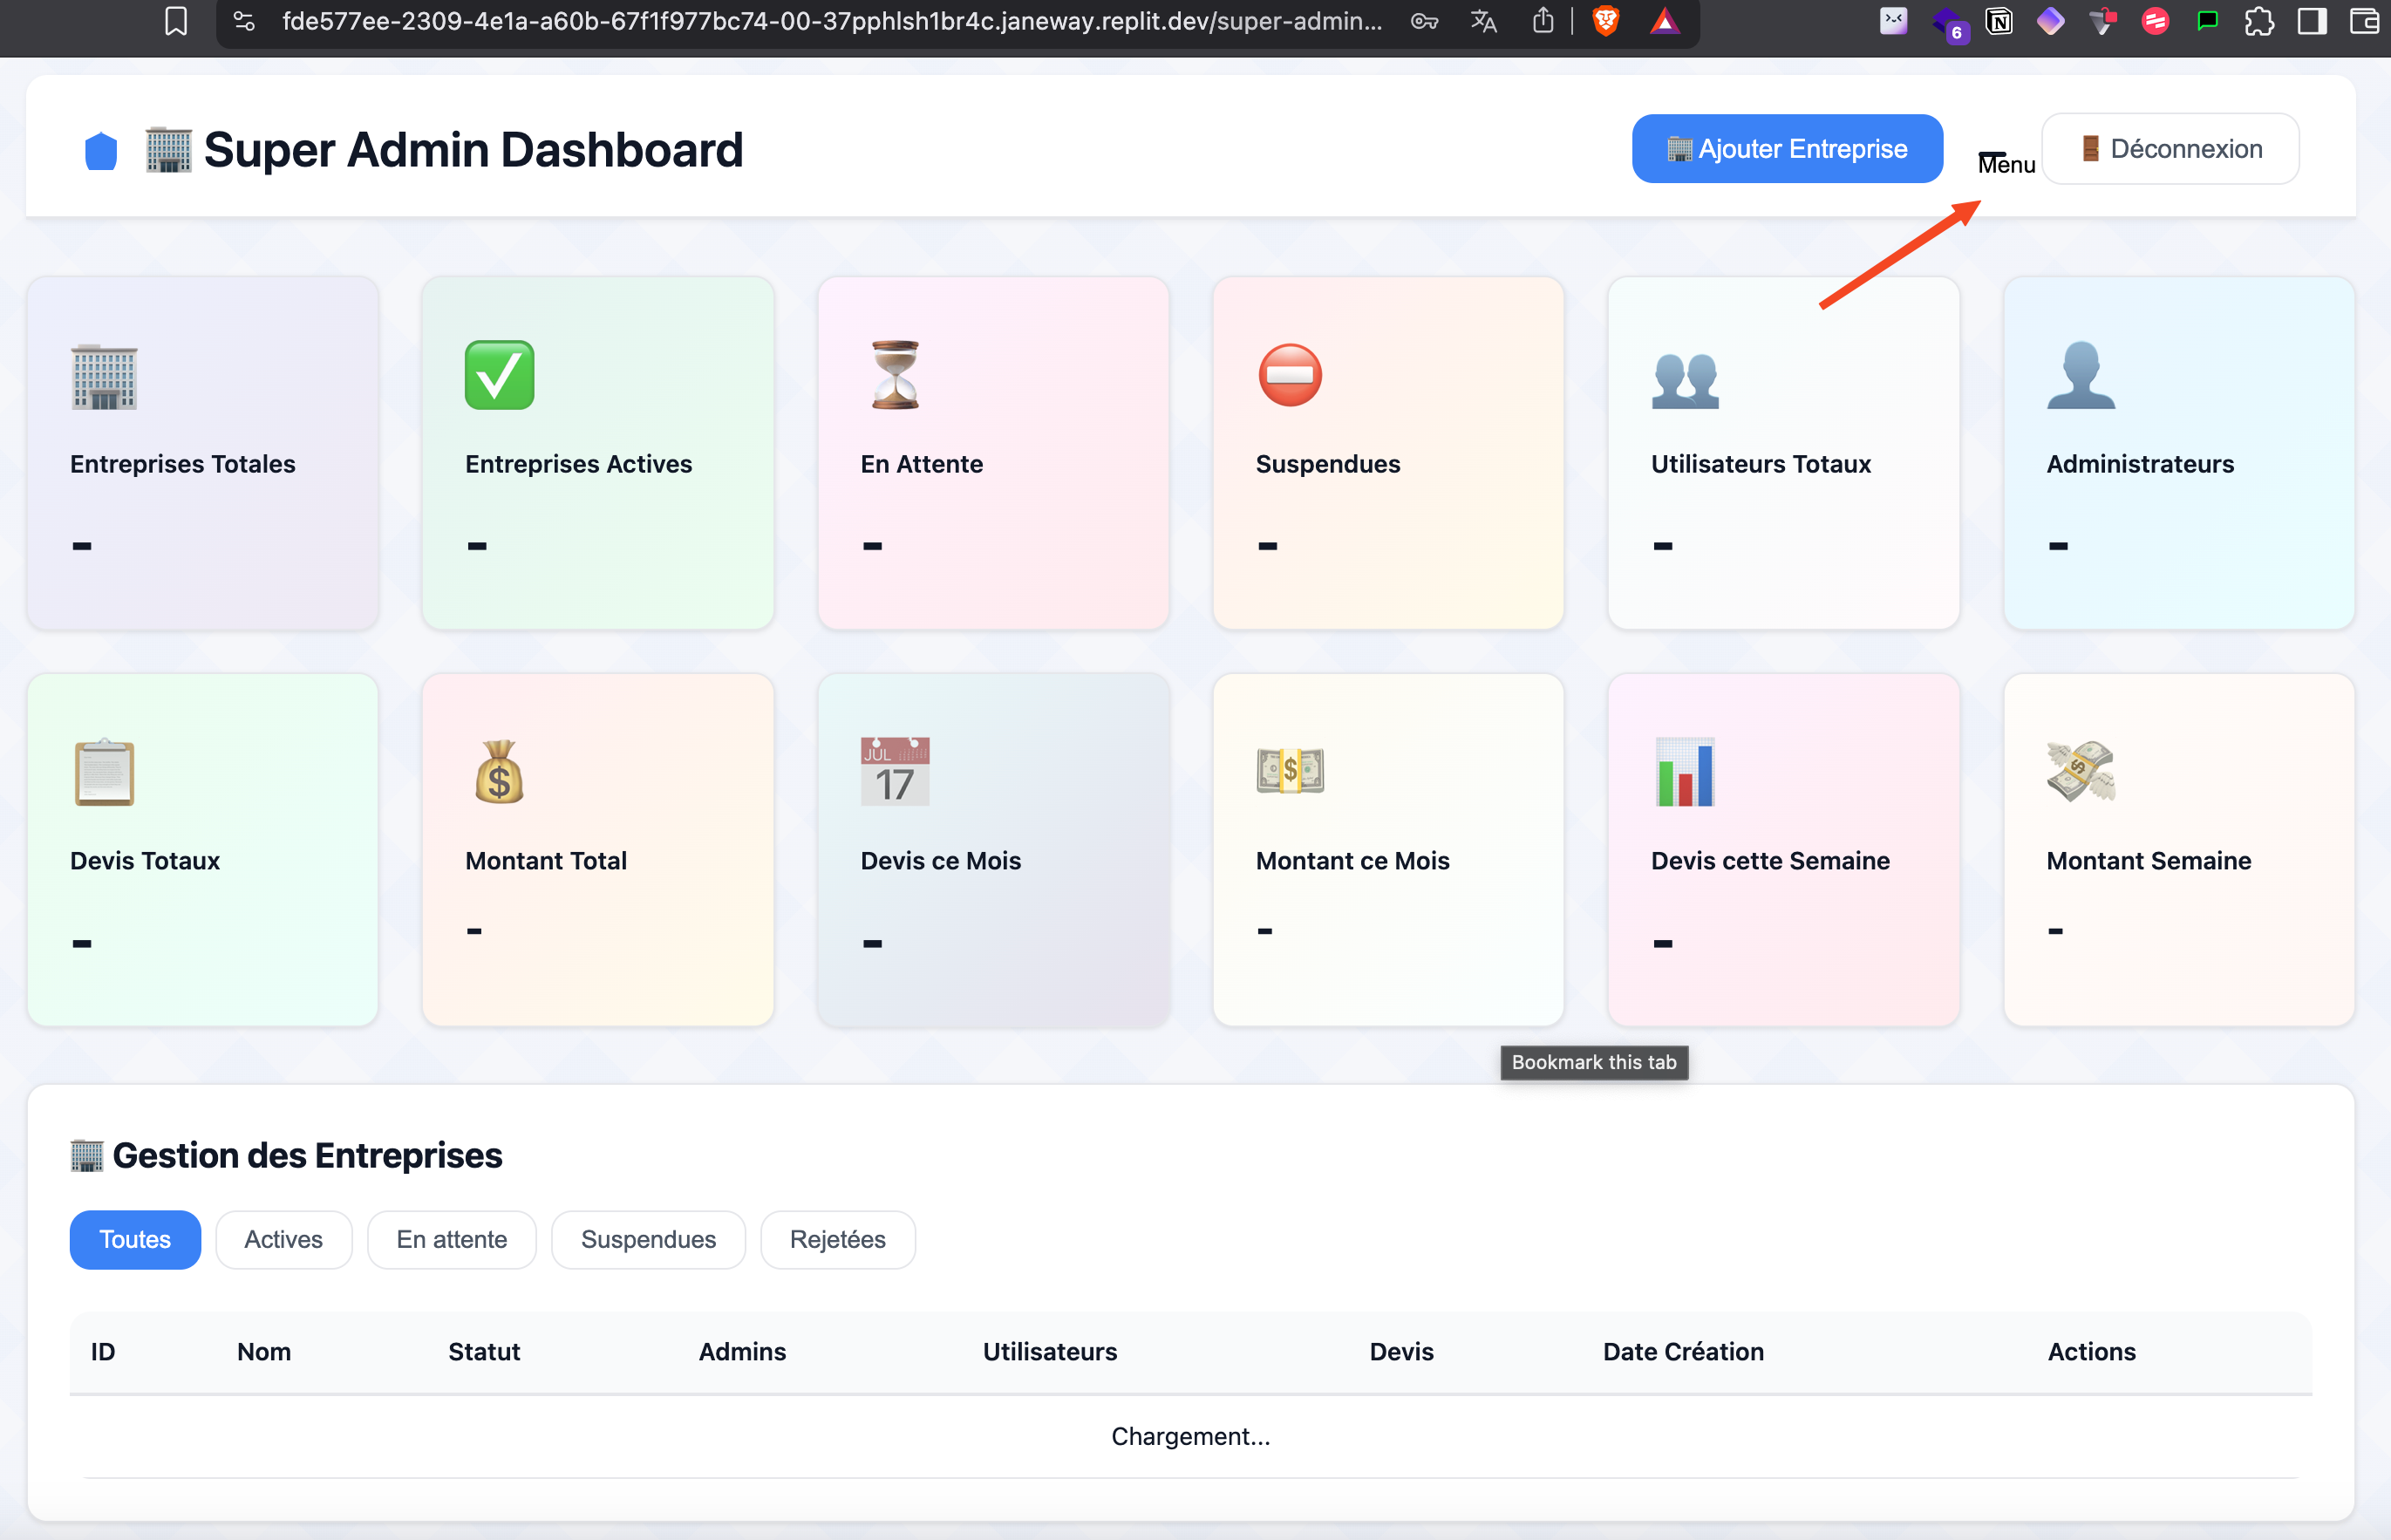 fde577ee-2309-4e1a-a60b-67f1f977bc74-00-37pphlsh1br4c.janeway.replit.dev/super-admin...
6
🏢 Super Admin Dashboard
🏢 Ajouter Entreprise
Menu
🚪 Déconnexion
Entreprises Totales
Entreprises Actives
En Attente
Suspendues
Utilisateurs Totaux
Administrateurs
-
-
-
-
-
-
JUL
17
Devis Totaux
Montant Total
Devis ce Mois
Montant ce Mois
Devis cette Semaine
Montant Semaine
-
-
-
-
-
-
Bookmark this tab
🏢 Gestion des Entreprises
Toutes
Actives
En attente
Suspendues
Rejetées
ID Nom Statut Admins Utilisateurs Devis Date Création Actions
Chargement...